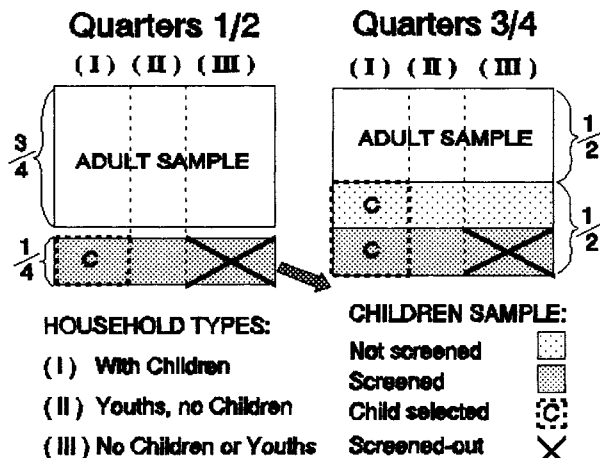 Quarters 1/2
(I) (II) (III)
3/4
ADULT SAMPLE
1/4
C
Quarters 3/4
(I) (II) (III)
ADULT SAMPLE
1/2
C
C
1/2
HOUSEHOLD TYPES:
(I) With Children
(II) Youths, no Children
(III) No Children or Youths
CHILDREN SAMPLE:
Not screened
Screened
Child selected C
Screened-out